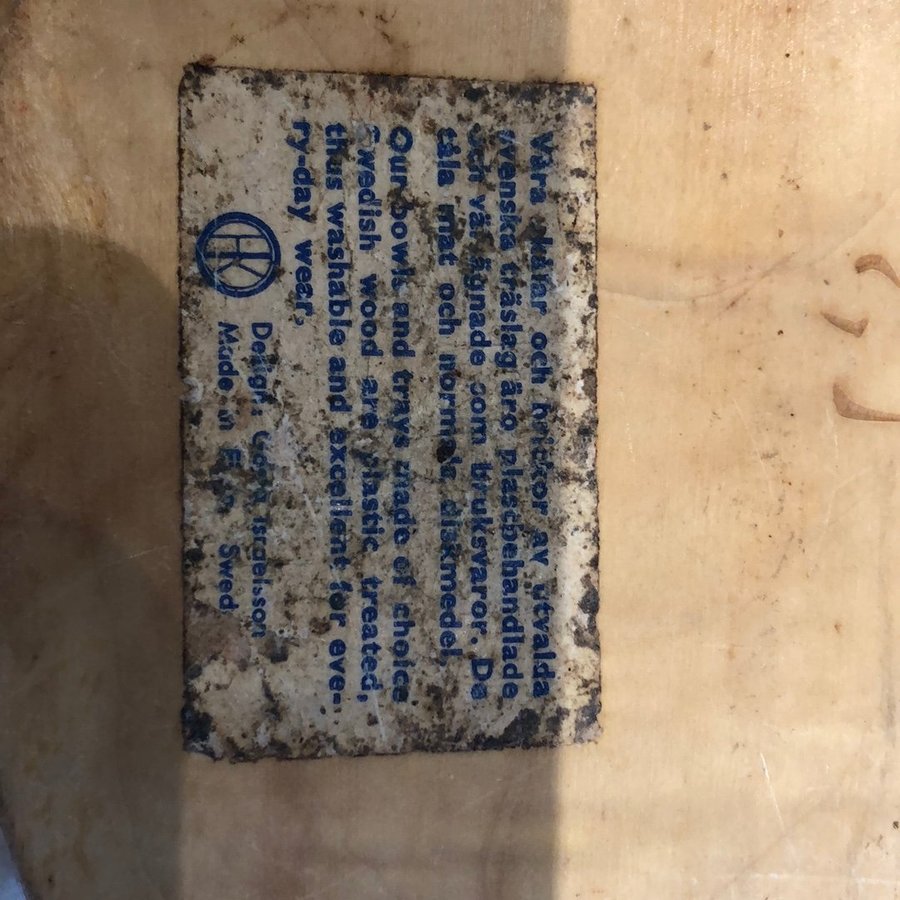 Våra skålar och brickor av utvalda
svenska träslag äro plastbehandlade
och väl ägnade som bruksvaror. De
tåla mat och normala diskmedel.
Our bowls and trays made of choice
Swedish wood are plastic treated,
thus washable and excellent for eve-
ry-day wear.
HK
Design: Israelsson
Made in Swed